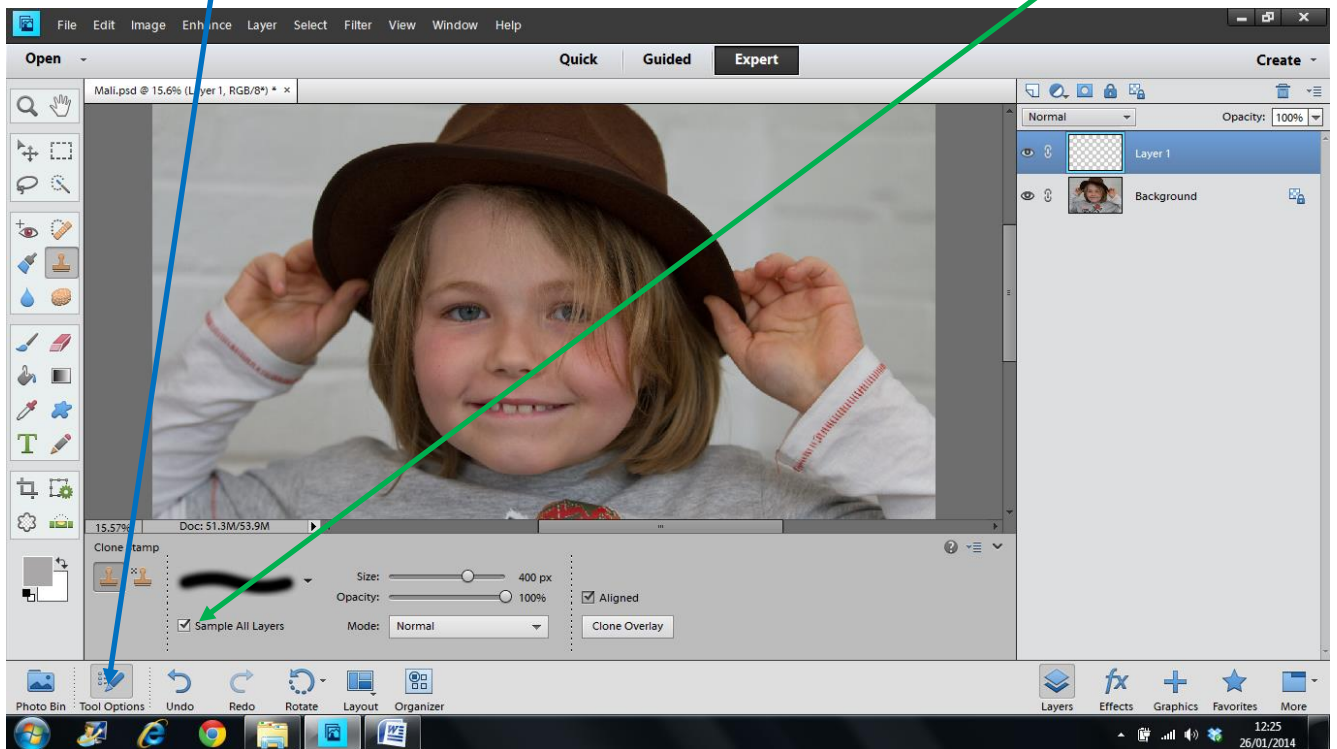 File Edit Image Enhance Layer Select Filter View Window Help
Open Quick Guided Expert Create
Mali.psd @ 15.6% (Layer 1, RGB/8*) * ×
Normal Opacity: 100%
Layer 1
Background
T
15.57% Doc: 51.3M/53.9M
Clone Stamp
Size: 400 px
Opacity: 100% Aligned
Sample All Layers Mode: Normal Clone Overlay
fx
Photo Bin Tool Options Undo Redo Rotate Layout Organizer Layers Effects Graphics Favorites More
12:25
26/01/2014